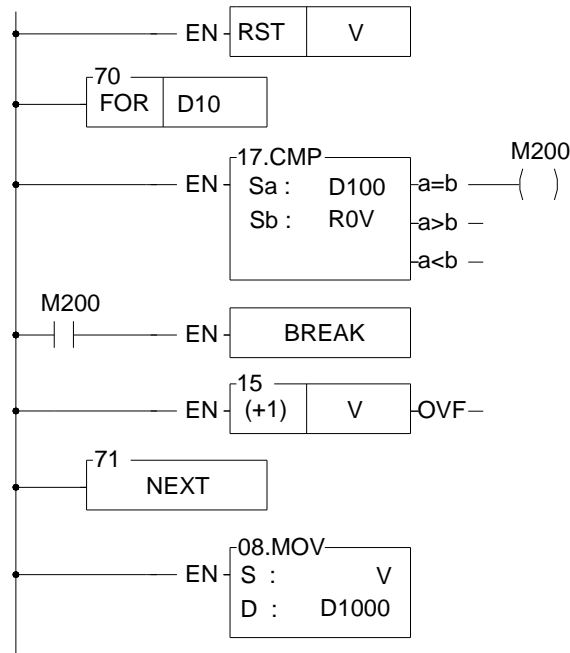 EN RST V
70
FOR D10
17.CMP M200
EN Sa : D100 a=b ( )
Sb : R0V a>b
a<b
M200
EN BREAK
15
EN (+1) V OVF
71
NEXT
08.MOV
EN S : V
D : D1000